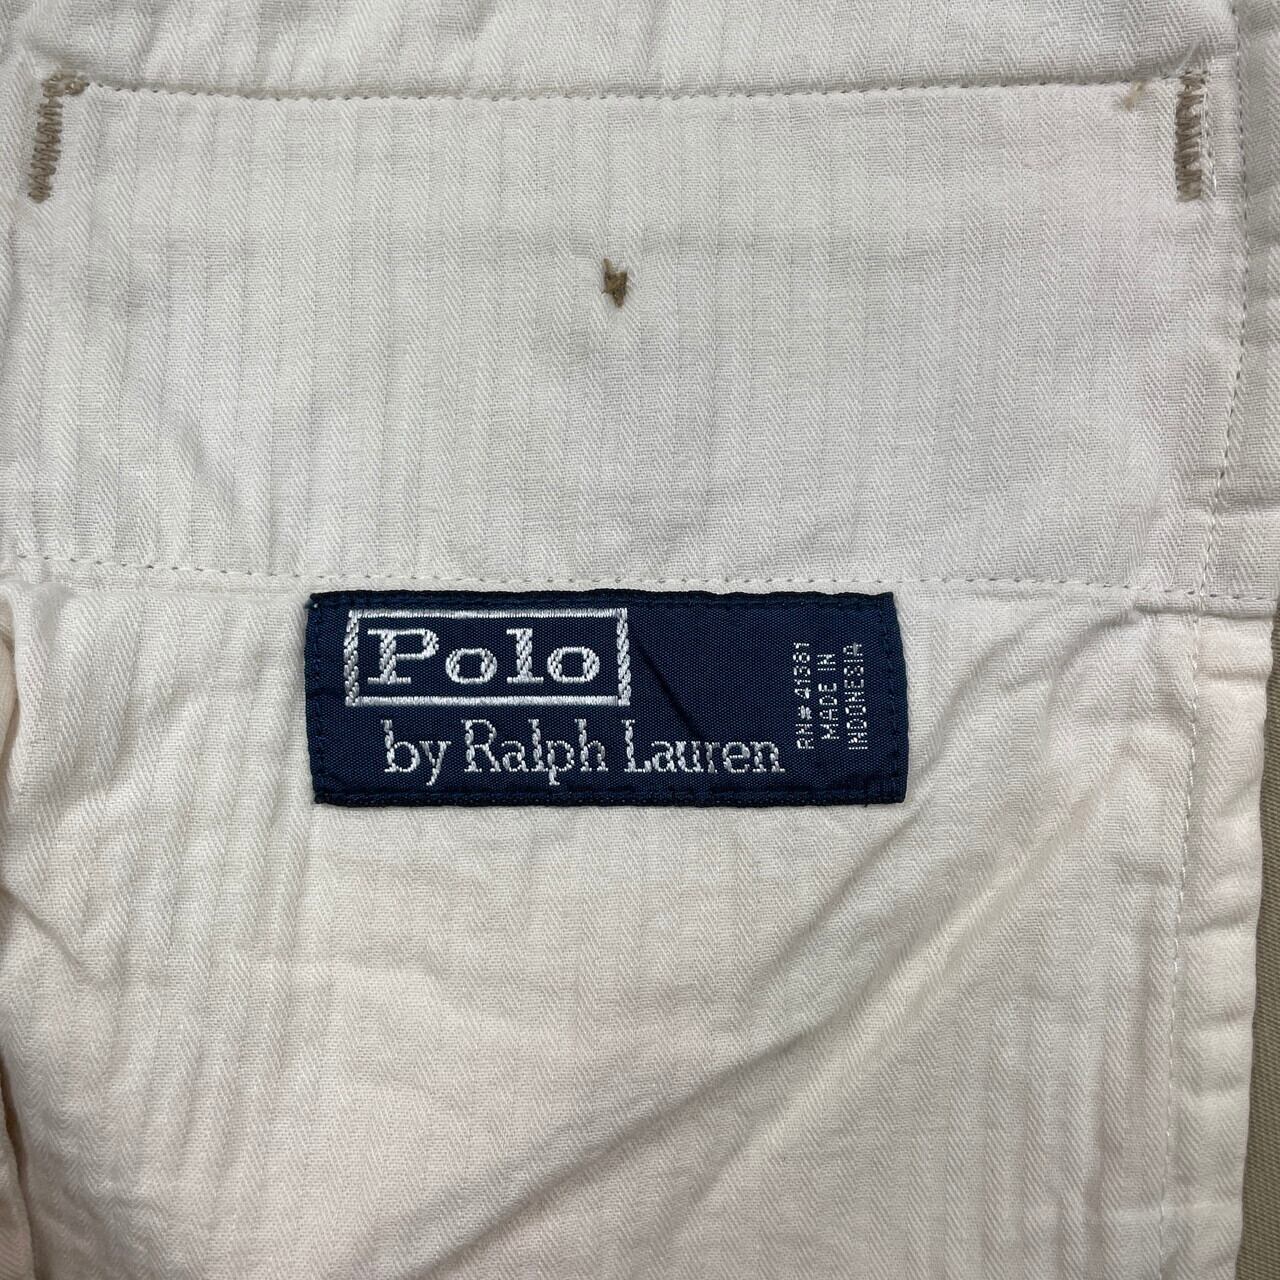 Polo
by Ralph Lauren
RN# 41381
MADE IN
INDONESIA